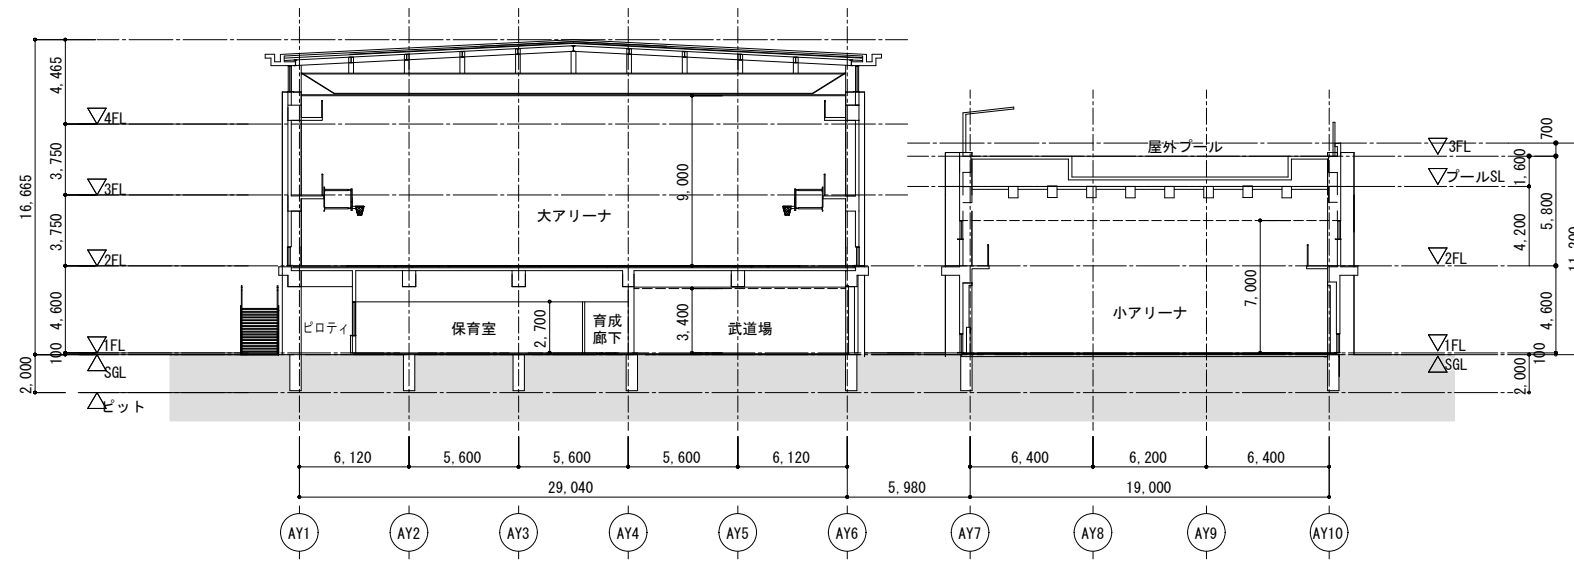 4,465
3,750
3,750
4,600
100
16,665
2,000
4FL
3FL
2FL
1FL
SGL
ピット
9,000
大アリーナ
ピロティ
保育室
2,700
育成
廊下
3,400
武道場
屋外プール
7,000
小アリーナ
3FL
プールSL
2FL
1FL
SGL
700
1,600
5,800
4,200
4,600
100
2,000
6,120
5,600
5,600
5,600
6,120
6,400
6,200
6,400
29,040
5,980
19,000
AY1
AY2
AY3
AY4
AY5
AY6
AY7
AY8
AY9
AY10